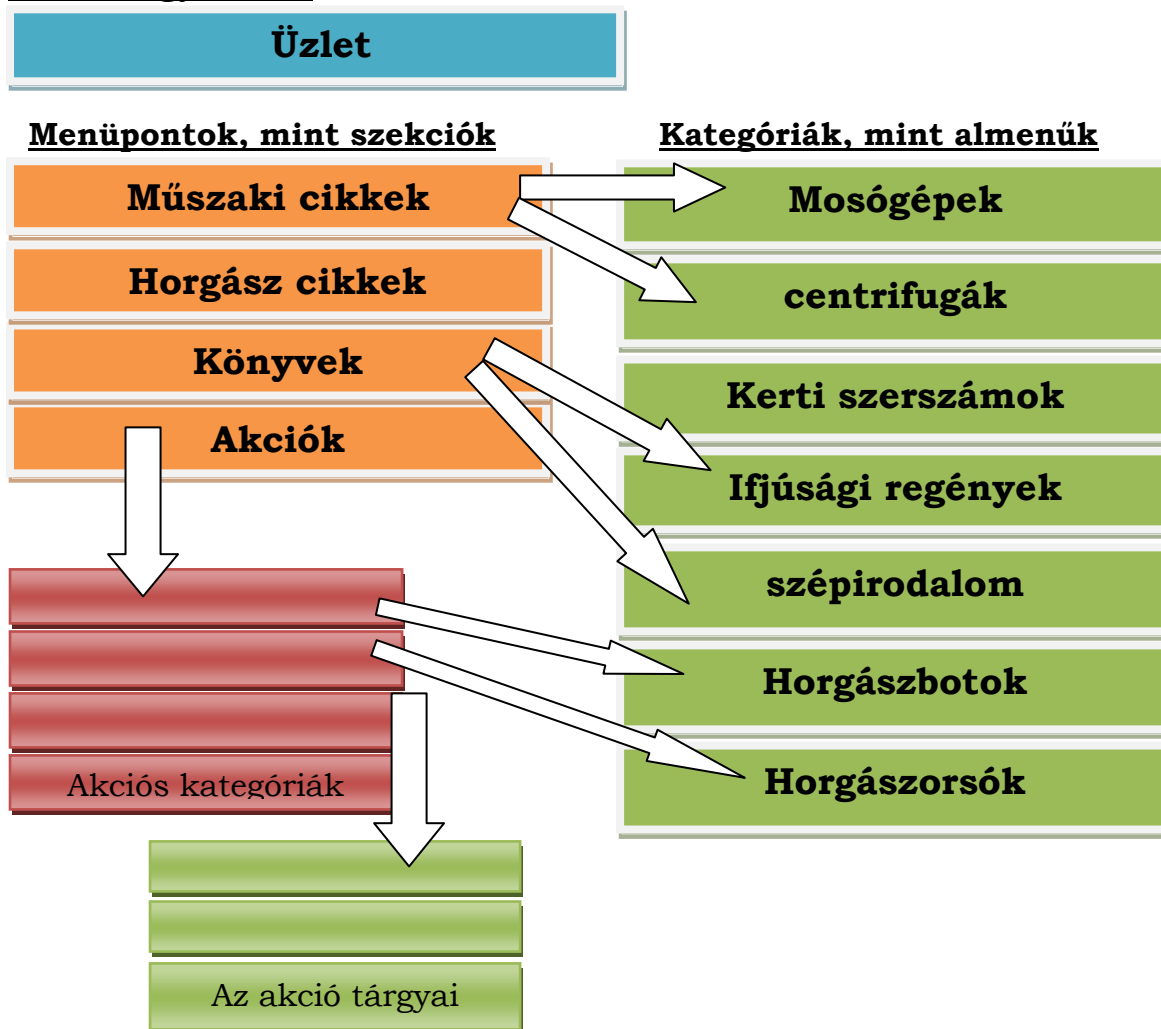 Üzlet
Menüpontok, mint szekciók
Műszaki cikkek
Horgász cikkek
Könyvek
Akciók
Akciós kategóriák
Az akció tárgyai
Kategóriák, mint almenűk
Mosógépek
centrifugák
Kerti szerszámok
Ifjúsági regények
szépirodalom
Horgászbotok
Horgászorsók